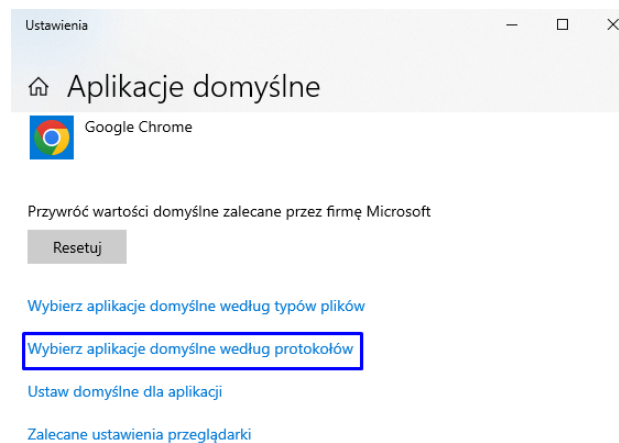 Ustawienia
Aplikacje domyślne
Google Chrome
Przywróć wartości domyślne zalecane przez firmę Microsoft
Resetuj
Wybierz aplikacje domyślne według typów plików
Wybierz aplikacje domyślne według protokołów
Ustaw domyślne dla aplikacji
Zalecane ustawienia przeglądarki